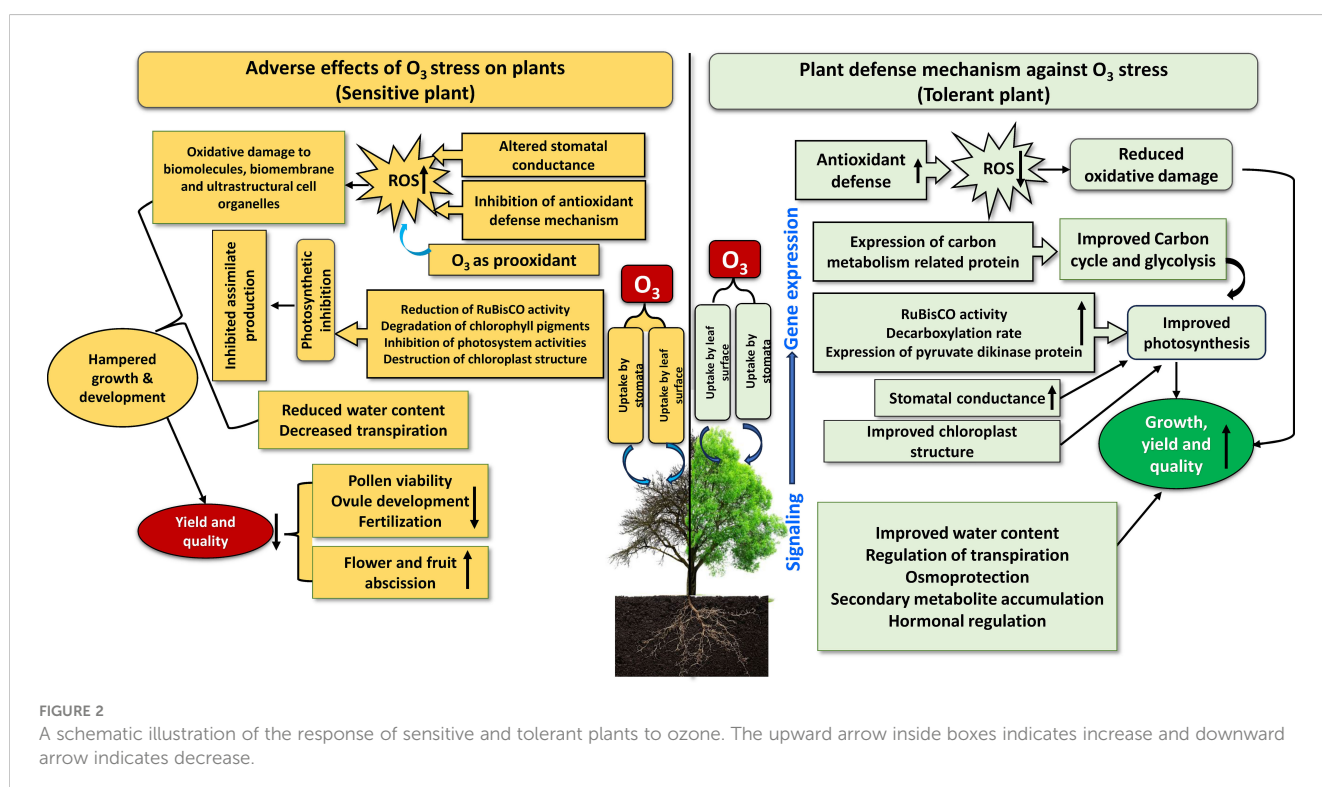 Adverse effects of O3 stress on plants
(Sensitive plant)
Oxidative damage to
biomolecules, biomembrane
and ultrastructural cell
organelles
ROS
Altered stomatal
conductance
Inhibition of antioxidant
defense mechanism
O3 as prooxidant
Inhibited assimilate
production
Photosynthetic
inhibition
Reduction of RuBisCO activity
Degradation of chlorophyll pigments
Inhibition of photosystem activities
Destruction of chloroplast structure
O3
Uptake by
stomata
Uptake by leaf
surface
Hampered
growth &
development
Reduced water content
Decreased transpiration
Pollen viability
Ovule development
Fertilization
Yield and
quality
Flower and fruit
abscission
Plant defense mechanism against O3 stress
(Tolerant plant)
Antioxidant
defense
ROS
Reduced
oxidative damage
O3
Uptake by leaf
surface
Uptake by
stomata
Signaling
Gene expression
Expression of carbon
metabolism related protein
Improved Carbon
cycle and glycolysis
RuBisCO activity
Decarboxylation rate
Expression of pyruvate dikinase protein
Improved
photosynthesis
Stomatal conductance
Improved chloroplast
structure
Growth,
yield and
quality
Improved water content
Regulation of transpiration
Osmoprotection
Secondary metabolite accumulation
Hormonal regulation
FIGURE 2
A schematic illustration of the response of sensitive and tolerant plants to ozone. The upward arrow inside boxes indicates increase and downward
arrow indicates decrease.